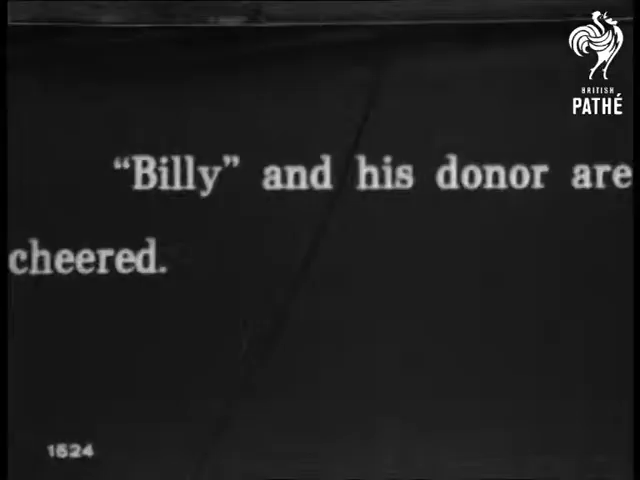 BRITISH
PATHÉ
“Billy” and his donor are
cheered.
1524